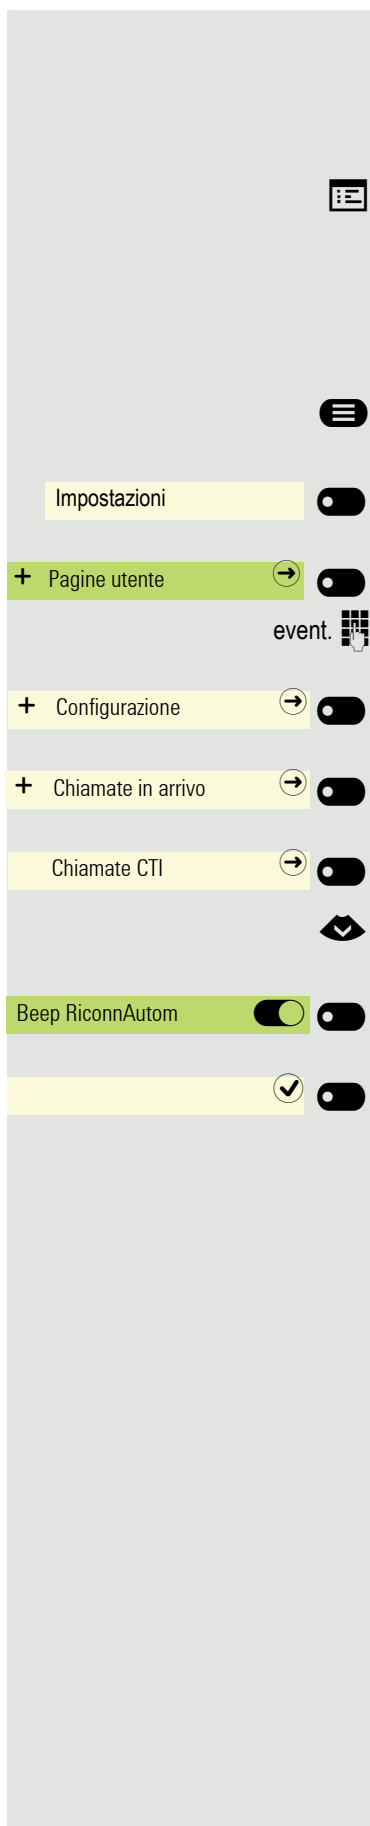 Impostazioni
Pagine utente
event.
Configurazione
Chiamate in arrivo
Chiamate CTI
Beep RiconnAutom